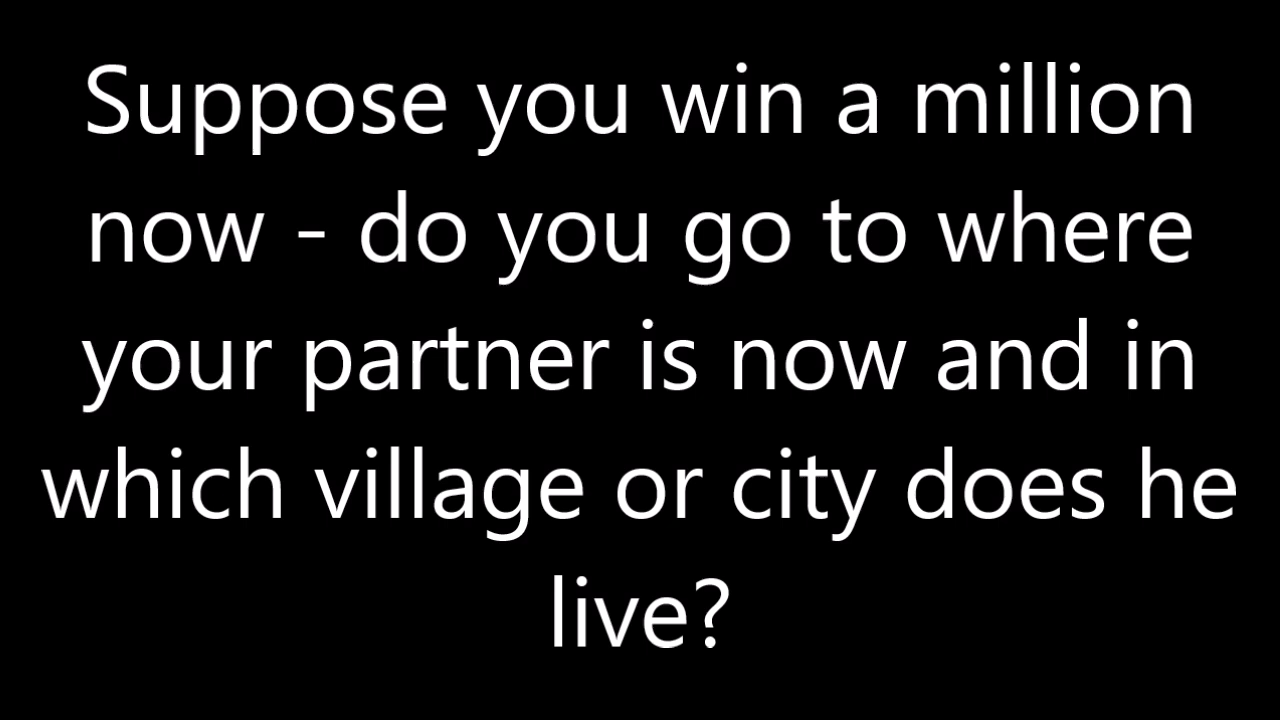 Suppose you win a million
now - do you go to where
your partner is now and in
which village or city does he
live?